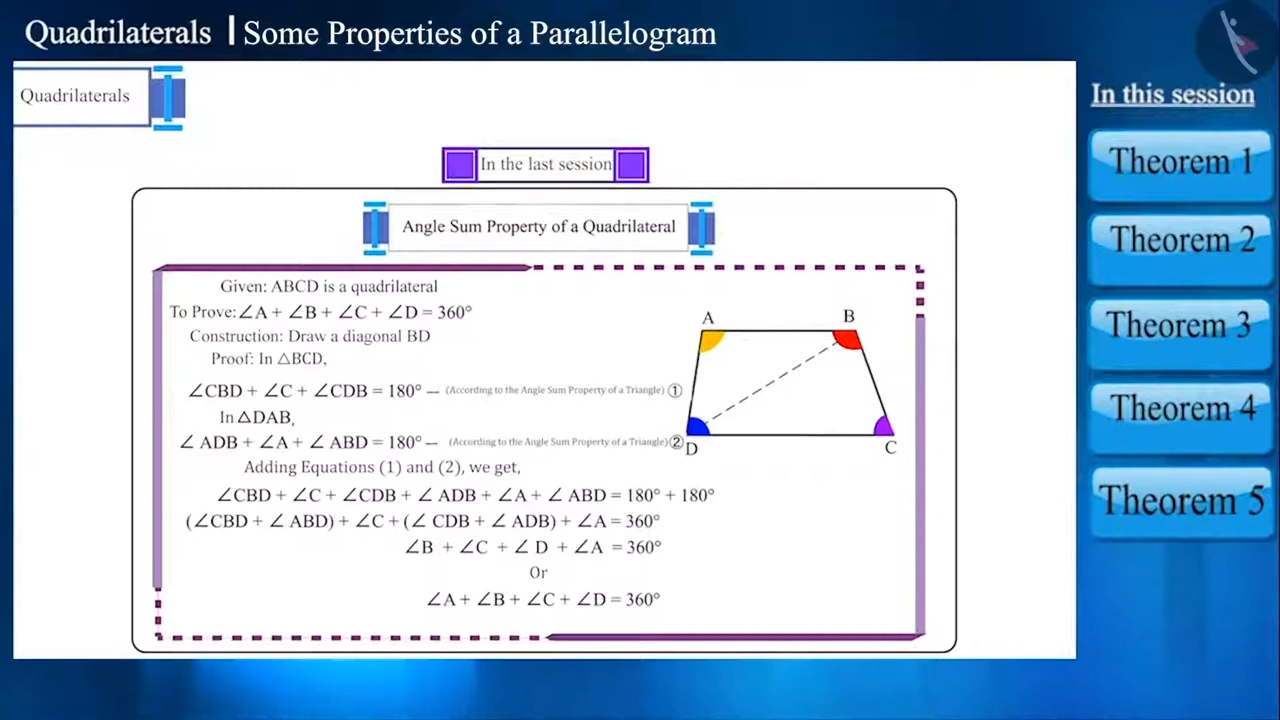 Quadrilaterals | Some Properties of a Parallelogram
Quadrilaterals
In the last session
Angle Sum Property of a Quadrilateral
Given: ABCD is a quadrilateral
To Prove: ∠A + ∠B + ∠C + ∠D = 360°
Construction: Draw a diagonal BD
Proof: In △BCD,
∠CBD + ∠C + ∠CDB = 180° – (According to the Angle Sum Property of a Triangle) ①
In △DAB,
∠ ADB + ∠A + ∠ ABD = 180° – (According to the Angle Sum Property of a Triangle) ②
Adding Equations (1) and (2), we get,
∠CBD + ∠C + ∠CDB + ∠ ADB + ∠A + ∠ ABD = 180° + 180°
(∠CBD + ∠ ABD) + ∠C + (∠ CDB + ∠ ADB) + ∠A = 360°
∠B + ∠C + ∠ D + ∠A = 360°
Or
∠A + ∠B + ∠C + ∠D = 360°
A B
D C
In this session
Theorem 1
Theorem 2
Theorem 3
Theorem 4
Theorem 5